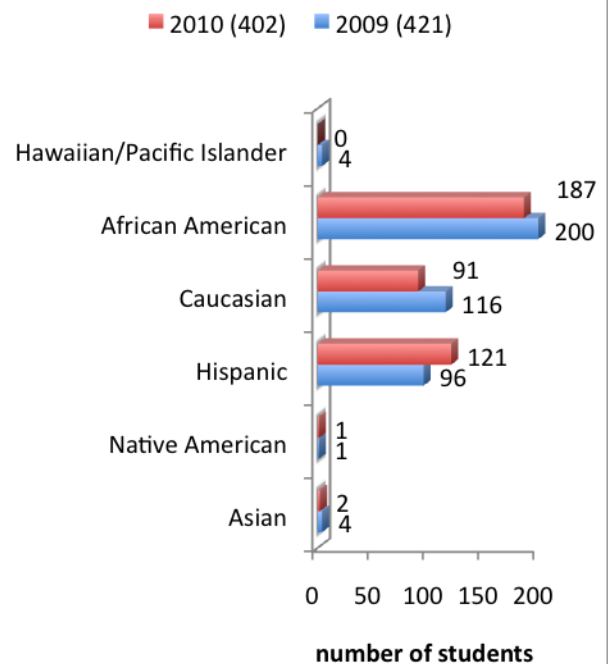 2010 (402) 2009 (421)
Hawaiian/Pacific Islander 0
4
African American 187
200
Caucasian 91
116
Hispanic 121
96
Native American 1
1
Asian 2
4
0 50 100 150 200
number of students